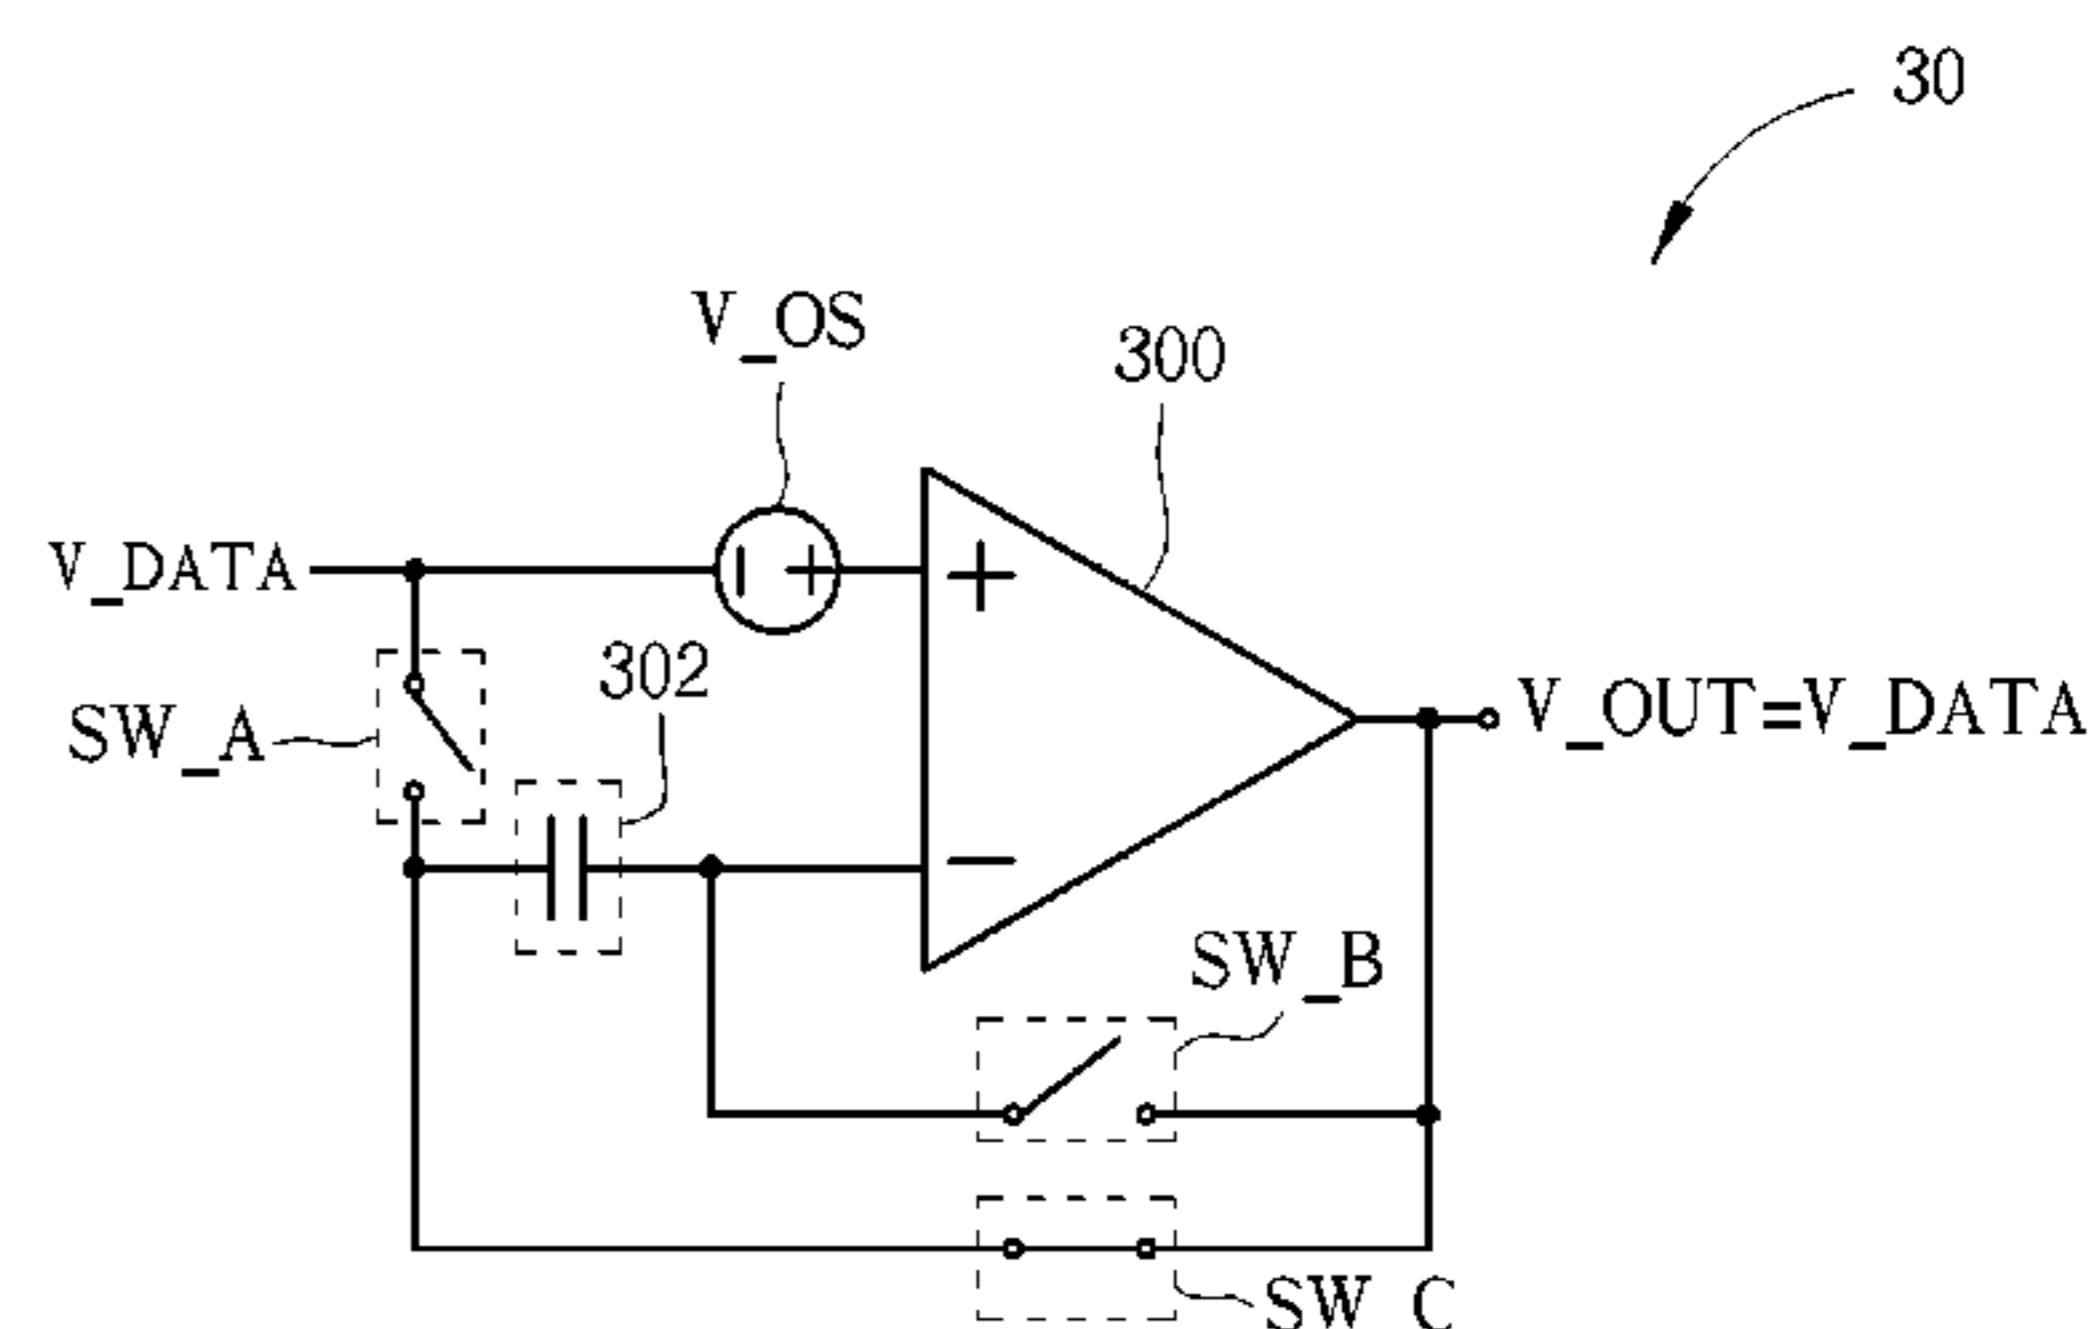 30
V_OS
300
V_DATA
+
302
SW_A
V_OUT=V_DATA
−
SW_B
SW_C